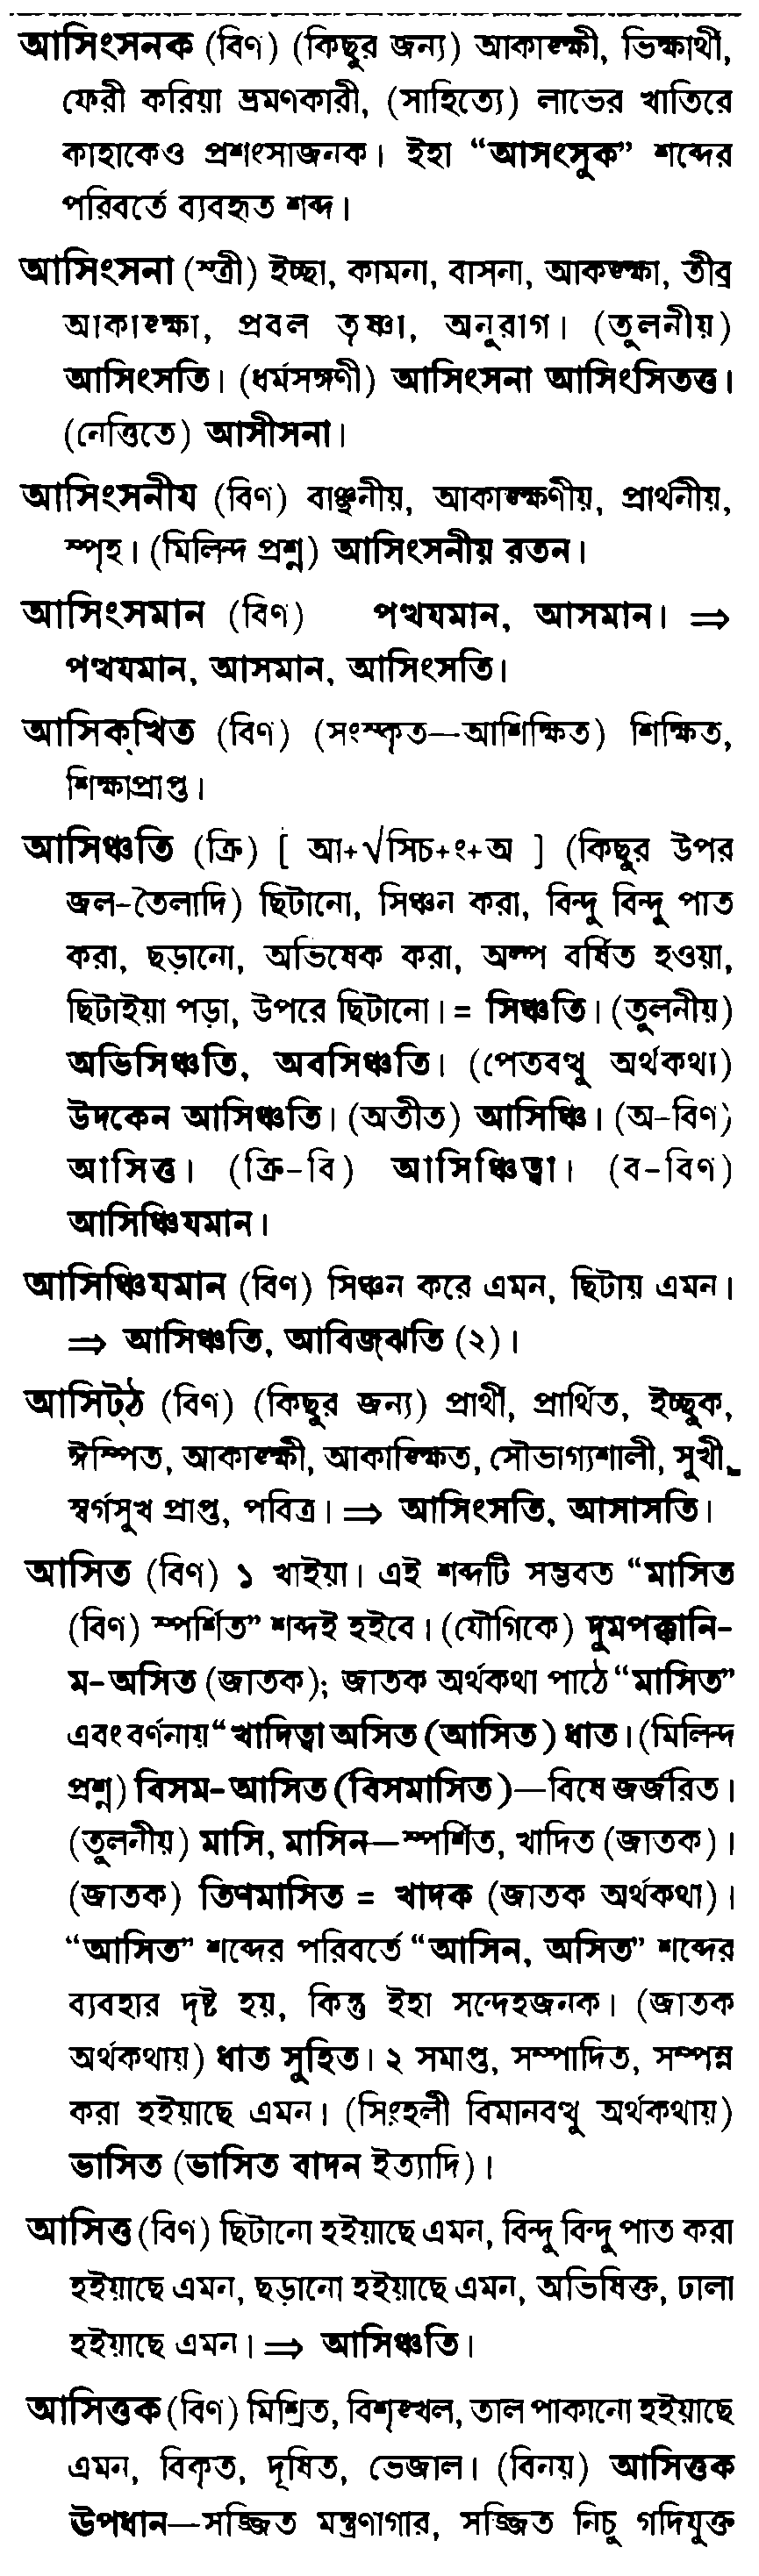 আসিংসনক (বিণ) (কিছুর জন্য) আকাঙ্ক্ষী, ভিক্ষার্থী,
ফেরী করিয়া ভ্রমণকারী, (সাহিত্যে) লাভের খাতিরে
কাহাকেও প্রশংসাজনক। ইহা “আসংসুক” শব্দের
পরিবর্তে ব্যবহৃত শব্দ।
আসিংসনা (স্ত্রী) ইচ্ছা, কামনা, বাসনা, আকঙ্ক্ষা, তীব্র
আকাঙ্ক্ষা, প্রবল তৃষ্ণা, অনুরাগ। (তুলনীয়)
আসিংসতি। (ধর্মসঙ্গণী) আসিংসনা আসিংসিতত্ত।
(নেত্তিতে) আসীসনা।
আসিংসনীয (বিণ) বাঞ্ছনীয়, আকাঙ্ক্ষণীয়, প্রার্থনীয়,
স্পৃহ। (মিলিন্দ প্রশ্ন) আসিংসনীয় রতন।
আসিংসমান (বিণ) পত্থযমান, আসমান। ⇒
পত্থযমান, আসমান, আসিংসতি।
আসিক্‌খিত (বিণ) (সংস্কৃত—আশিক্ষিত) শিক্ষিত,
শিক্ষাপ্রাপ্ত।
আসিঞ্চতি (ক্রি) [ আ+√সিচ+ং+অ ] (কিছুর উপর
জল-তৈলাদি) ছিটানো, সিঞ্চন করা, বিন্দু বিন্দু পাত
করা, ছড়ানো, অভিষেক করা, অল্প বর্ষিত হওয়া,
ছিটাইয়া পড়া, উপরে ছিটানো। = সিঞ্চতি। (তুলনীয়)
অভিসিঞ্চতি, অবসিঞ্চতি। (পেতবত্থু অর্থকথা)
উদকেন আসিঞ্চতি। (অতীত) আসিঞ্চি। (অ-বিণ)
আসিত্ত। (ক্রি-বি) আসিঞ্চিত্বা। (ব-বিণ)
আসিঞ্চিযমান।
আসিঞ্চিযমান (বিণ) সিঞ্চন করে এমন, ছিটায় এমন।
⇒ আসিঞ্চতি, আবিজ্‌ঝতি (২)।
আসিট্‌ঠ (বিণ) (কিছুর জন্য) প্রার্থী, প্রার্থিত, ইচ্ছুক,
ঈপ্সিত, আকাঙ্ক্ষী, আকাঙ্ক্ষিত, সৌভাগ্যশালী, সুখী,
স্বর্গসুখ প্রাপ্ত, পবিত্র। ⇒ আসিংসতি, আসাসতি।
আসিত (বিণ) ১ খাইয়া। এই শব্দটি সম্ভবত “মাসিত
(বিণ) স্পর্শিত” শব্দই হইবে। (যৌগিকে) দুমপক্কানি-
ম-অসিত (জাতক); জাতক অর্থকথা পাঠে “মাসিত”
এবং বর্ণনায় “খাদিত্বা অসিত (আসিত) ধাত। (মিলিন্দ
প্রশ্ন) বিসম-আসিত (বিসমাসিত)—বিষে জর্জরিত।
(তুলনীয়) মাসি, মাসিন—স্পর্শিত, খাদিত (জাতক)।
(জাতক) তিণমাসিত = খাদক (জাতক অর্থকথা)।
“আসিত” শব্দের পরিবর্তে “আসিন, অসিত” শব্দের
ব্যবহার দৃষ্ট হয়, কিন্তু ইহা সন্দেহজনক। (জাতক
অর্থকথায়) ধাত সুহিত। ২ সমাপ্ত, সম্পাদিত, সম্পন্ন
করা হইয়াছে এমন। (সিংহলী বিমানবত্থু অর্থকথায়)
ভাসিত (ভাসিত বাদন ইত্যাদি)।
আসিত্ত (বিণ) ছিটানো হইয়াছে এমন, বিন্দু বিন্দু পাত করা
হইয়াছে এমন, ছড়ানো হইয়াছে এমন, অভিষিক্ত, ঢালা
হইয়াছে এমন। ⇒ আসিঞ্চতি।
আসিত্তক (বিণ) মিশ্রিত, বিশৃঙ্খল, তাল পাকানো হইয়াছে
এমন, বিকৃত, দূষিত, ভেজাল। (বিনয়) আসিত্তক
ঊপধান—সজ্জিত মন্ত্রণাগার, সজ্জিত নিচু গদিযুক্ত